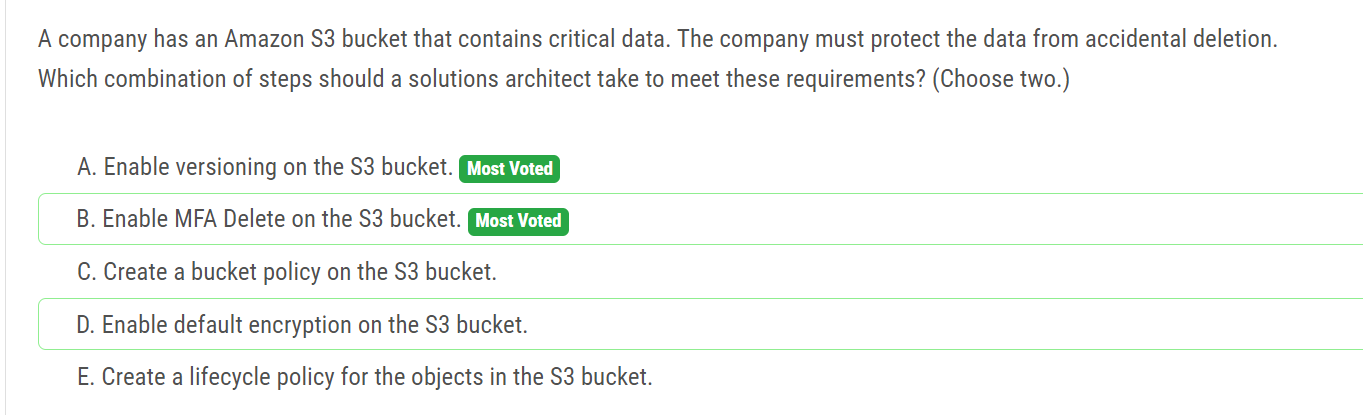 A company has an Amazon S3 bucket that contains critical data. The company must protect the data from accidental deletion.
Which combination of steps should a solutions architect take to meet these requirements? (Choose two.)
A. Enable versioning on the S3 bucket. Most Voted
B. Enable MFA Delete on the S3 bucket. Most Voted
C. Create a bucket policy on the S3 bucket.
D. Enable default encryption on the S3 bucket.
E. Create a lifecycle policy for the objects in the S3 bucket.